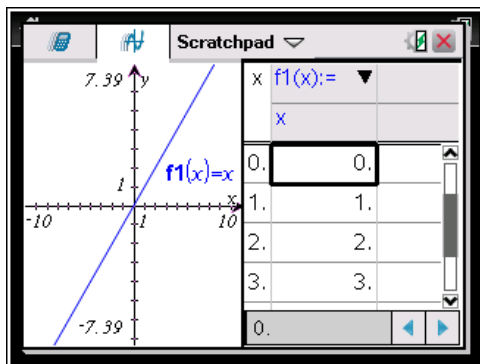 Scratchpad
7.39 y
x f1(x):=
x
f1(x)=x
1
x
-10 1 10
-7.39
0. 0.
1. 1.
2. 2.
3. 3.
0.